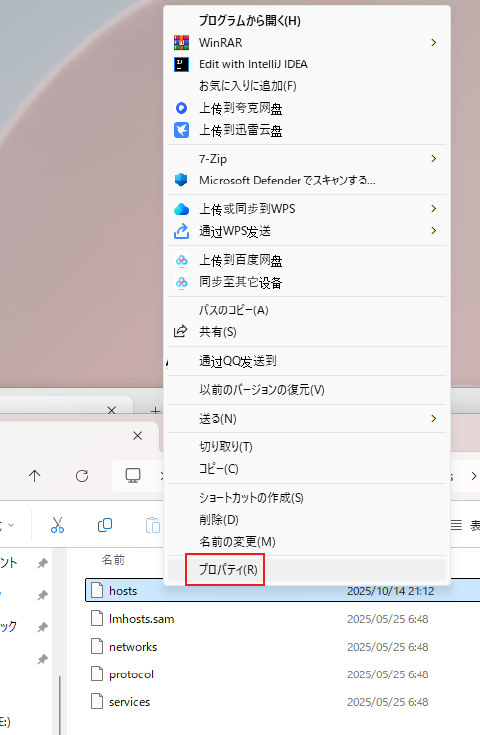 プログラムから開く(H)
WinRAR
Edit with IntelliJ IDEA
お気に入りに追加(F)
上传到夸克网盘
上传到迅雷云盘
7-Zip
Microsoft Defender でスキャンする...
上传或同步到WPS
通过WPS发送
上传到百度网盘
同步至其它设备
パスのコピー(A)
共有(S)
通过QQ发送到
以前のバージョンの復元(V)
送る(N)
切り取り(T)
コピー(C)
ショートカットの作成(S)
削除(D)
名前の変更(M)
プロパティ(R)
表
名前
ント
ック
E:)
hosts 2025/10/14 21:12
lmhosts.sam 2025/05/25 6:48
networks 2025/05/25 6:48
protocol 2025/05/25 6:48
services 2025/05/25 6:48